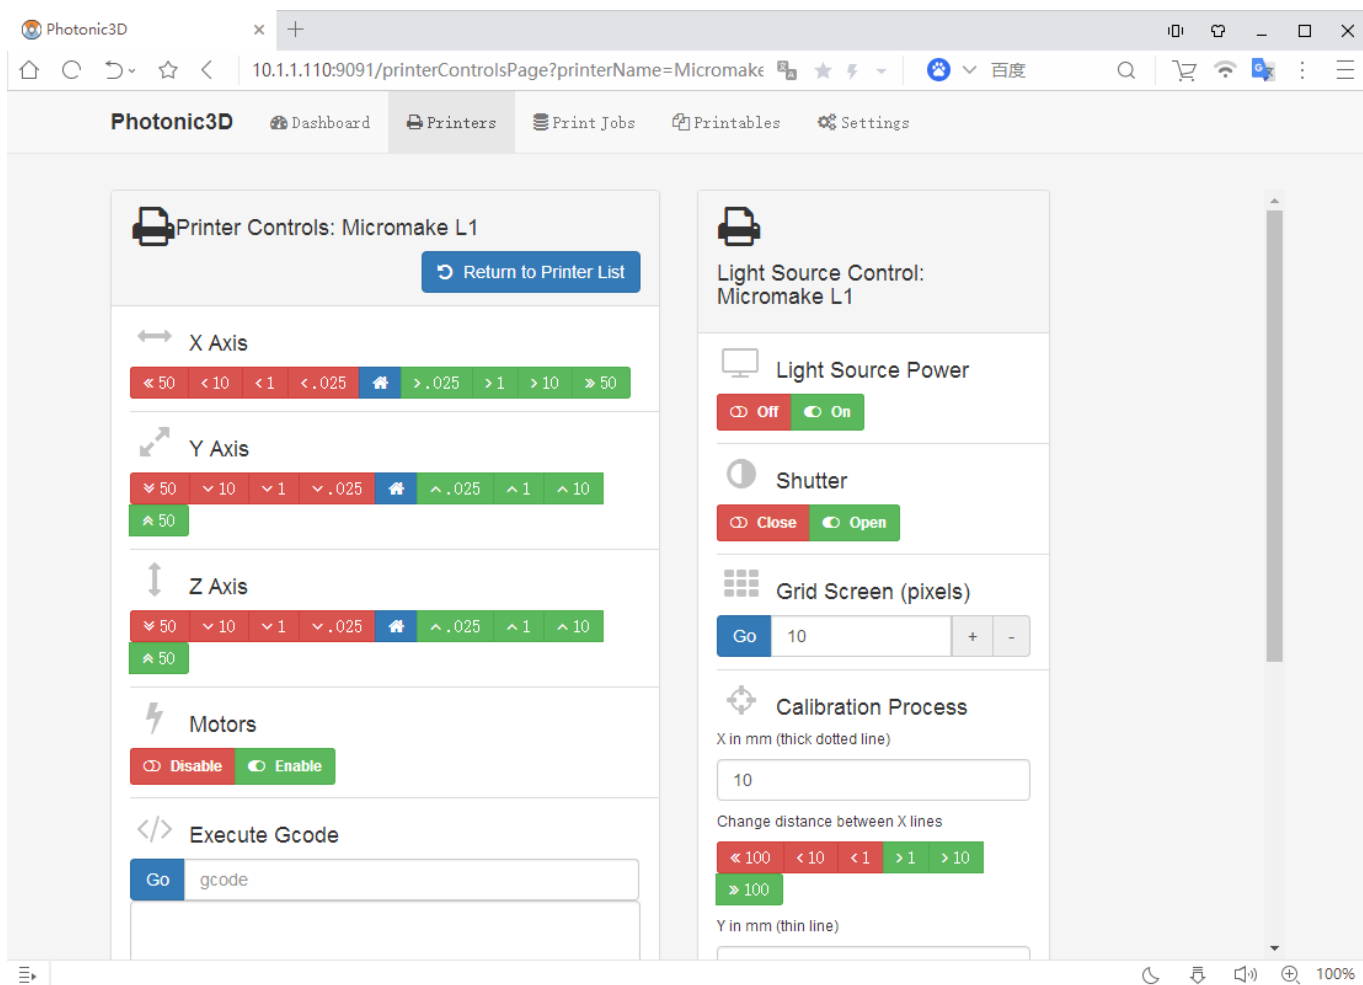 Photonic3D
10.1.1.110:9091/printerControlsPage?printerName=Micromake
百度
Photonic3D Dashboard Printers Print Jobs Printables Settings
Printer Controls: Micromake L1
Return to Printer List
X Axis
50 10 1 .025 .025 1 10 50
Y Axis
50 10 1 .025 .025 1 10
50
Z Axis
50 10 1 .025 .025 1 10
50
Motors
Disable Enable
Execute Gcode
Go gcode
Light Source Control:
Micromake L1
Light Source Power
Off On
Shutter
Close Open
Grid Screen (pixels)
Go 10 + -
Calibration Process
X in mm (thick dotted line)
10
Change distance between X lines
100 10 1 1 10
100
Y in mm (thin line)
100%